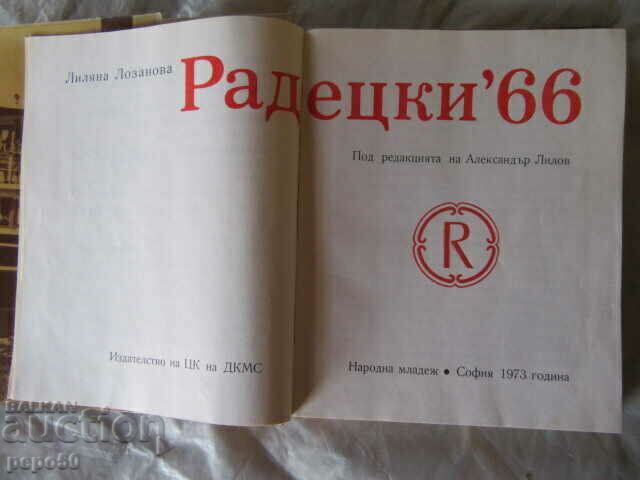 Лиляна Лозанова
Радецки'66
Под редакцията на Александър Лилов
R
Издателство на ЦК на ДКМС
Народна младеж • София 1973 година
BALKAN
auction
pepo50